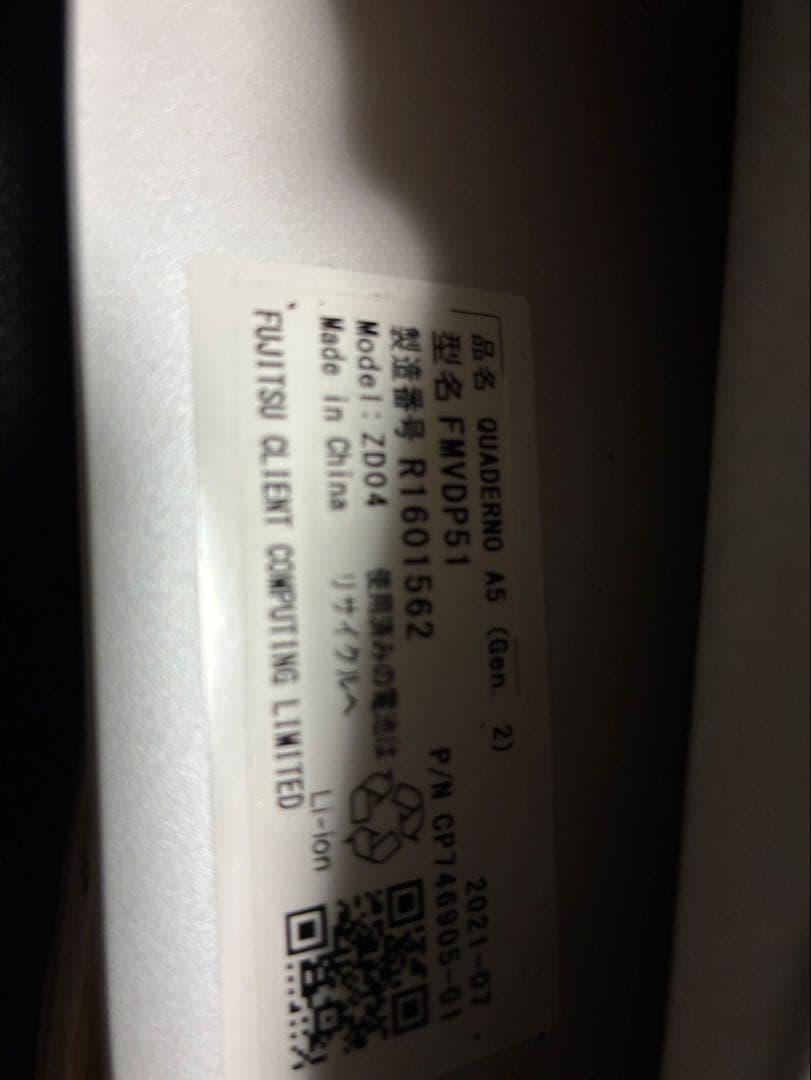 品名 QUADERNO A5 (Gen. 2)
型名 FMVDP51 2021-07
製造番号 R1601562 P/N CP746905-01
Model: ZD04 使用済みの電池は
Made in China リサイクルへ
Li-ion
FUJITSU CLIENT COMPUTING LIMITED